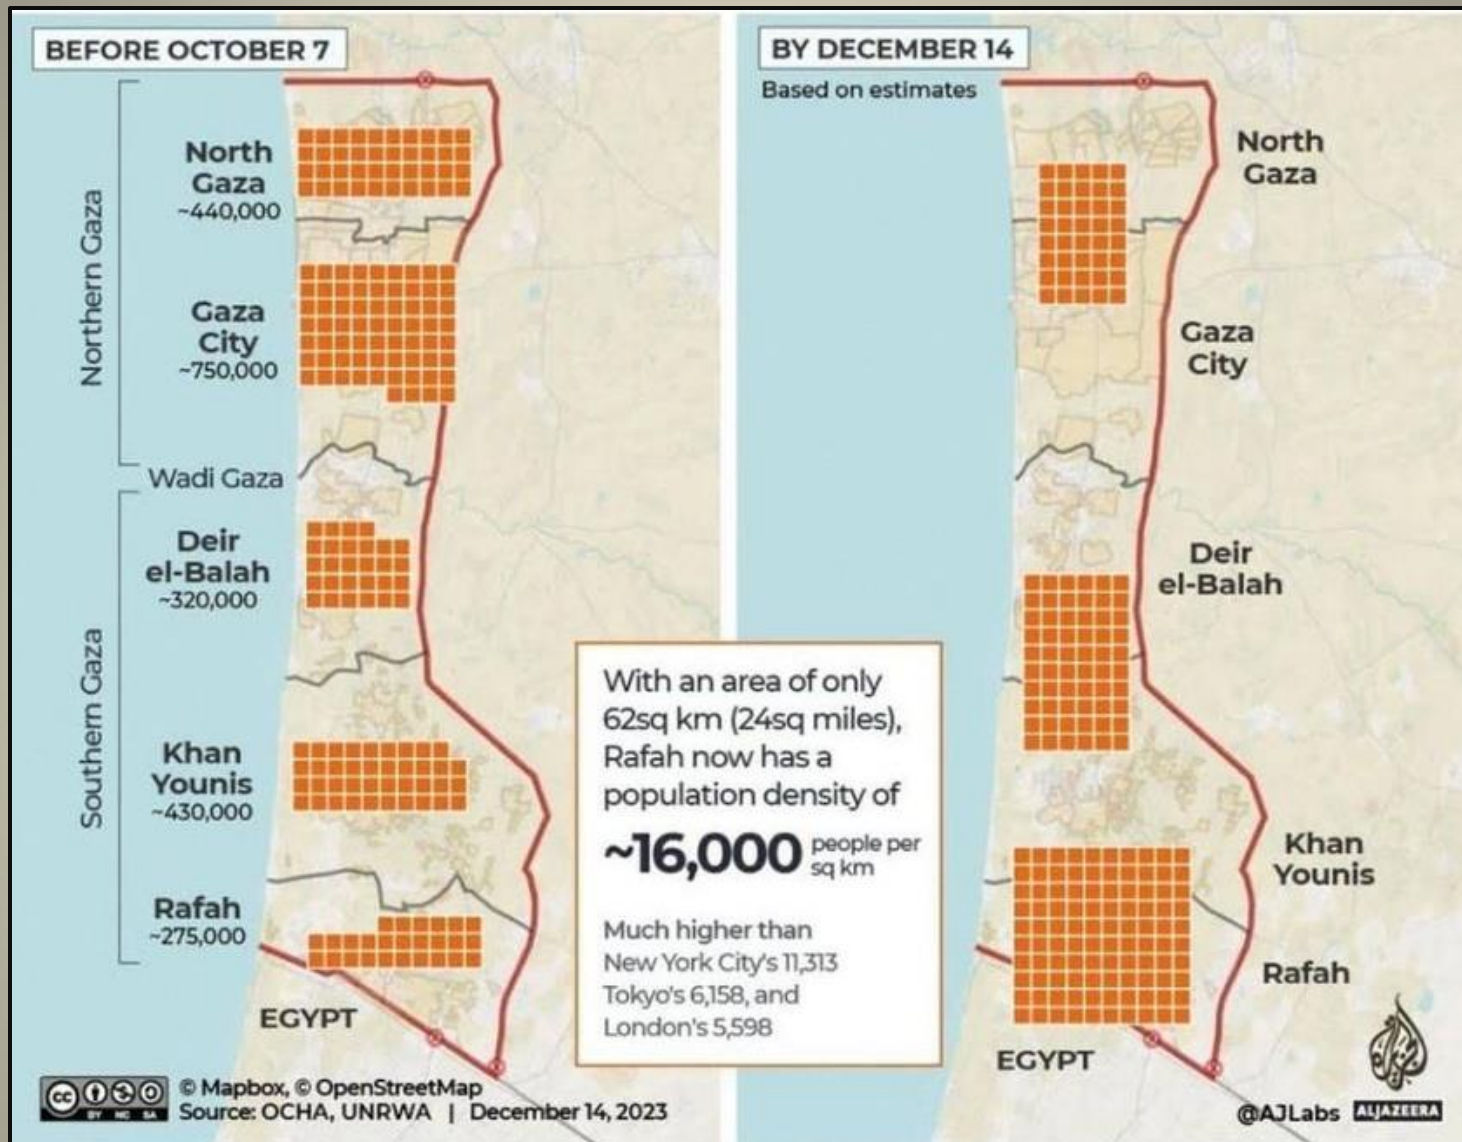 BEFORE OCTOBER 7
Northern Gaza
North
Gaza
~440,000
Gaza
City
~750,000
Wadi Gaza
Southern Gaza
Deir
el-Balah
~320,000
Khan
Younis
~430,000
Rafah
~275,000
EGYPT
BY DECEMBER 14
Based on estimates
North
Gaza
Gaza
City
Deir
el-Balah
Khan
Younis
Rafah
EGYPT
With an area of only
62sq km (24sq miles),
Rafah now has a
population density of
~16,000 people per
sq km
Much higher than
New York City's 11,313
Tokyo's 6,158, and
London's 5,598
cc BY NC SA
© Mapbox, © OpenStreetMap
Source: OCHA, UNRWA | December 14, 2023
@AJLabs ALJAZEERA